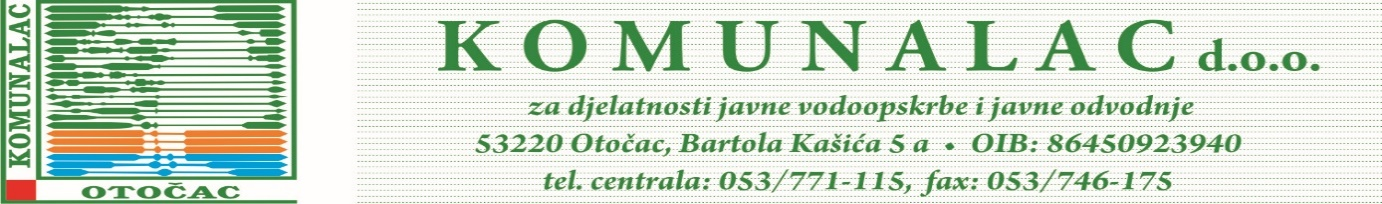 KOMUNALAC
OTOČAC
KOMUNALAC d.o.o.
za djelatnosti javne vodoopskrbe i javne odvodnje
53220 Otočac, Bartola Kašića 5 a • OIB: 86450923940
tel. centrala: 053/771-115, fax: 053/746-175